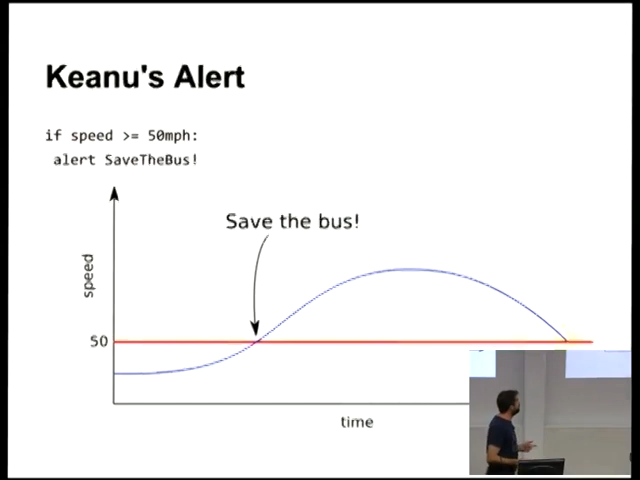 Keanu's Alert
if speed >= 50mph:
alert SaveTheBus!
Save the bus!
speed
50
time